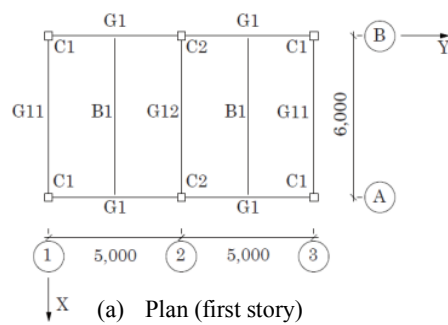 G1 G1
C1 C2 C1 B Y
G11 B1 G12 B1 G11 6,000
C1 C2 C1
G1 G1 A
1 5,000 2 5,000 3
X (a) Plan (first story)